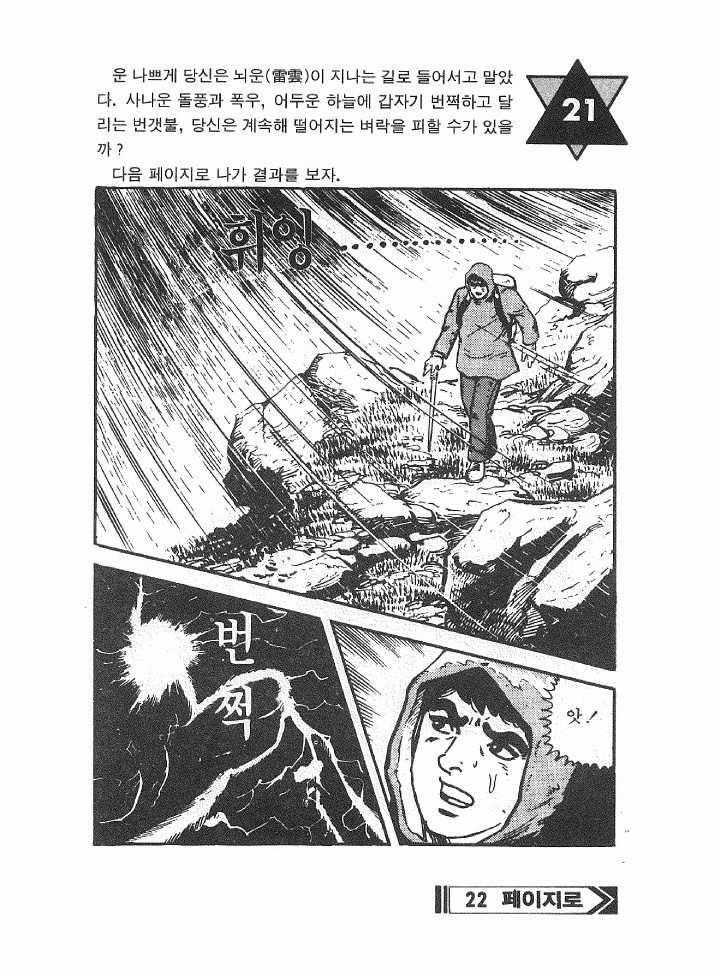 운 나쁘게 당신은 뇌운(雷雲)이 지나는 길로 들어서고 말았
다. 사나운 돌풍과 폭우, 어두운 하늘에 갑자기 번쩍하고 달
리는 번갯불, 당신은 계속해 떨어지는 벼락을 피할 수가 있을
까?
다음 페이지로 나가 결과를 보자.
21
휘잉••••••••••••
번
쩍
앗!
22 페이지로